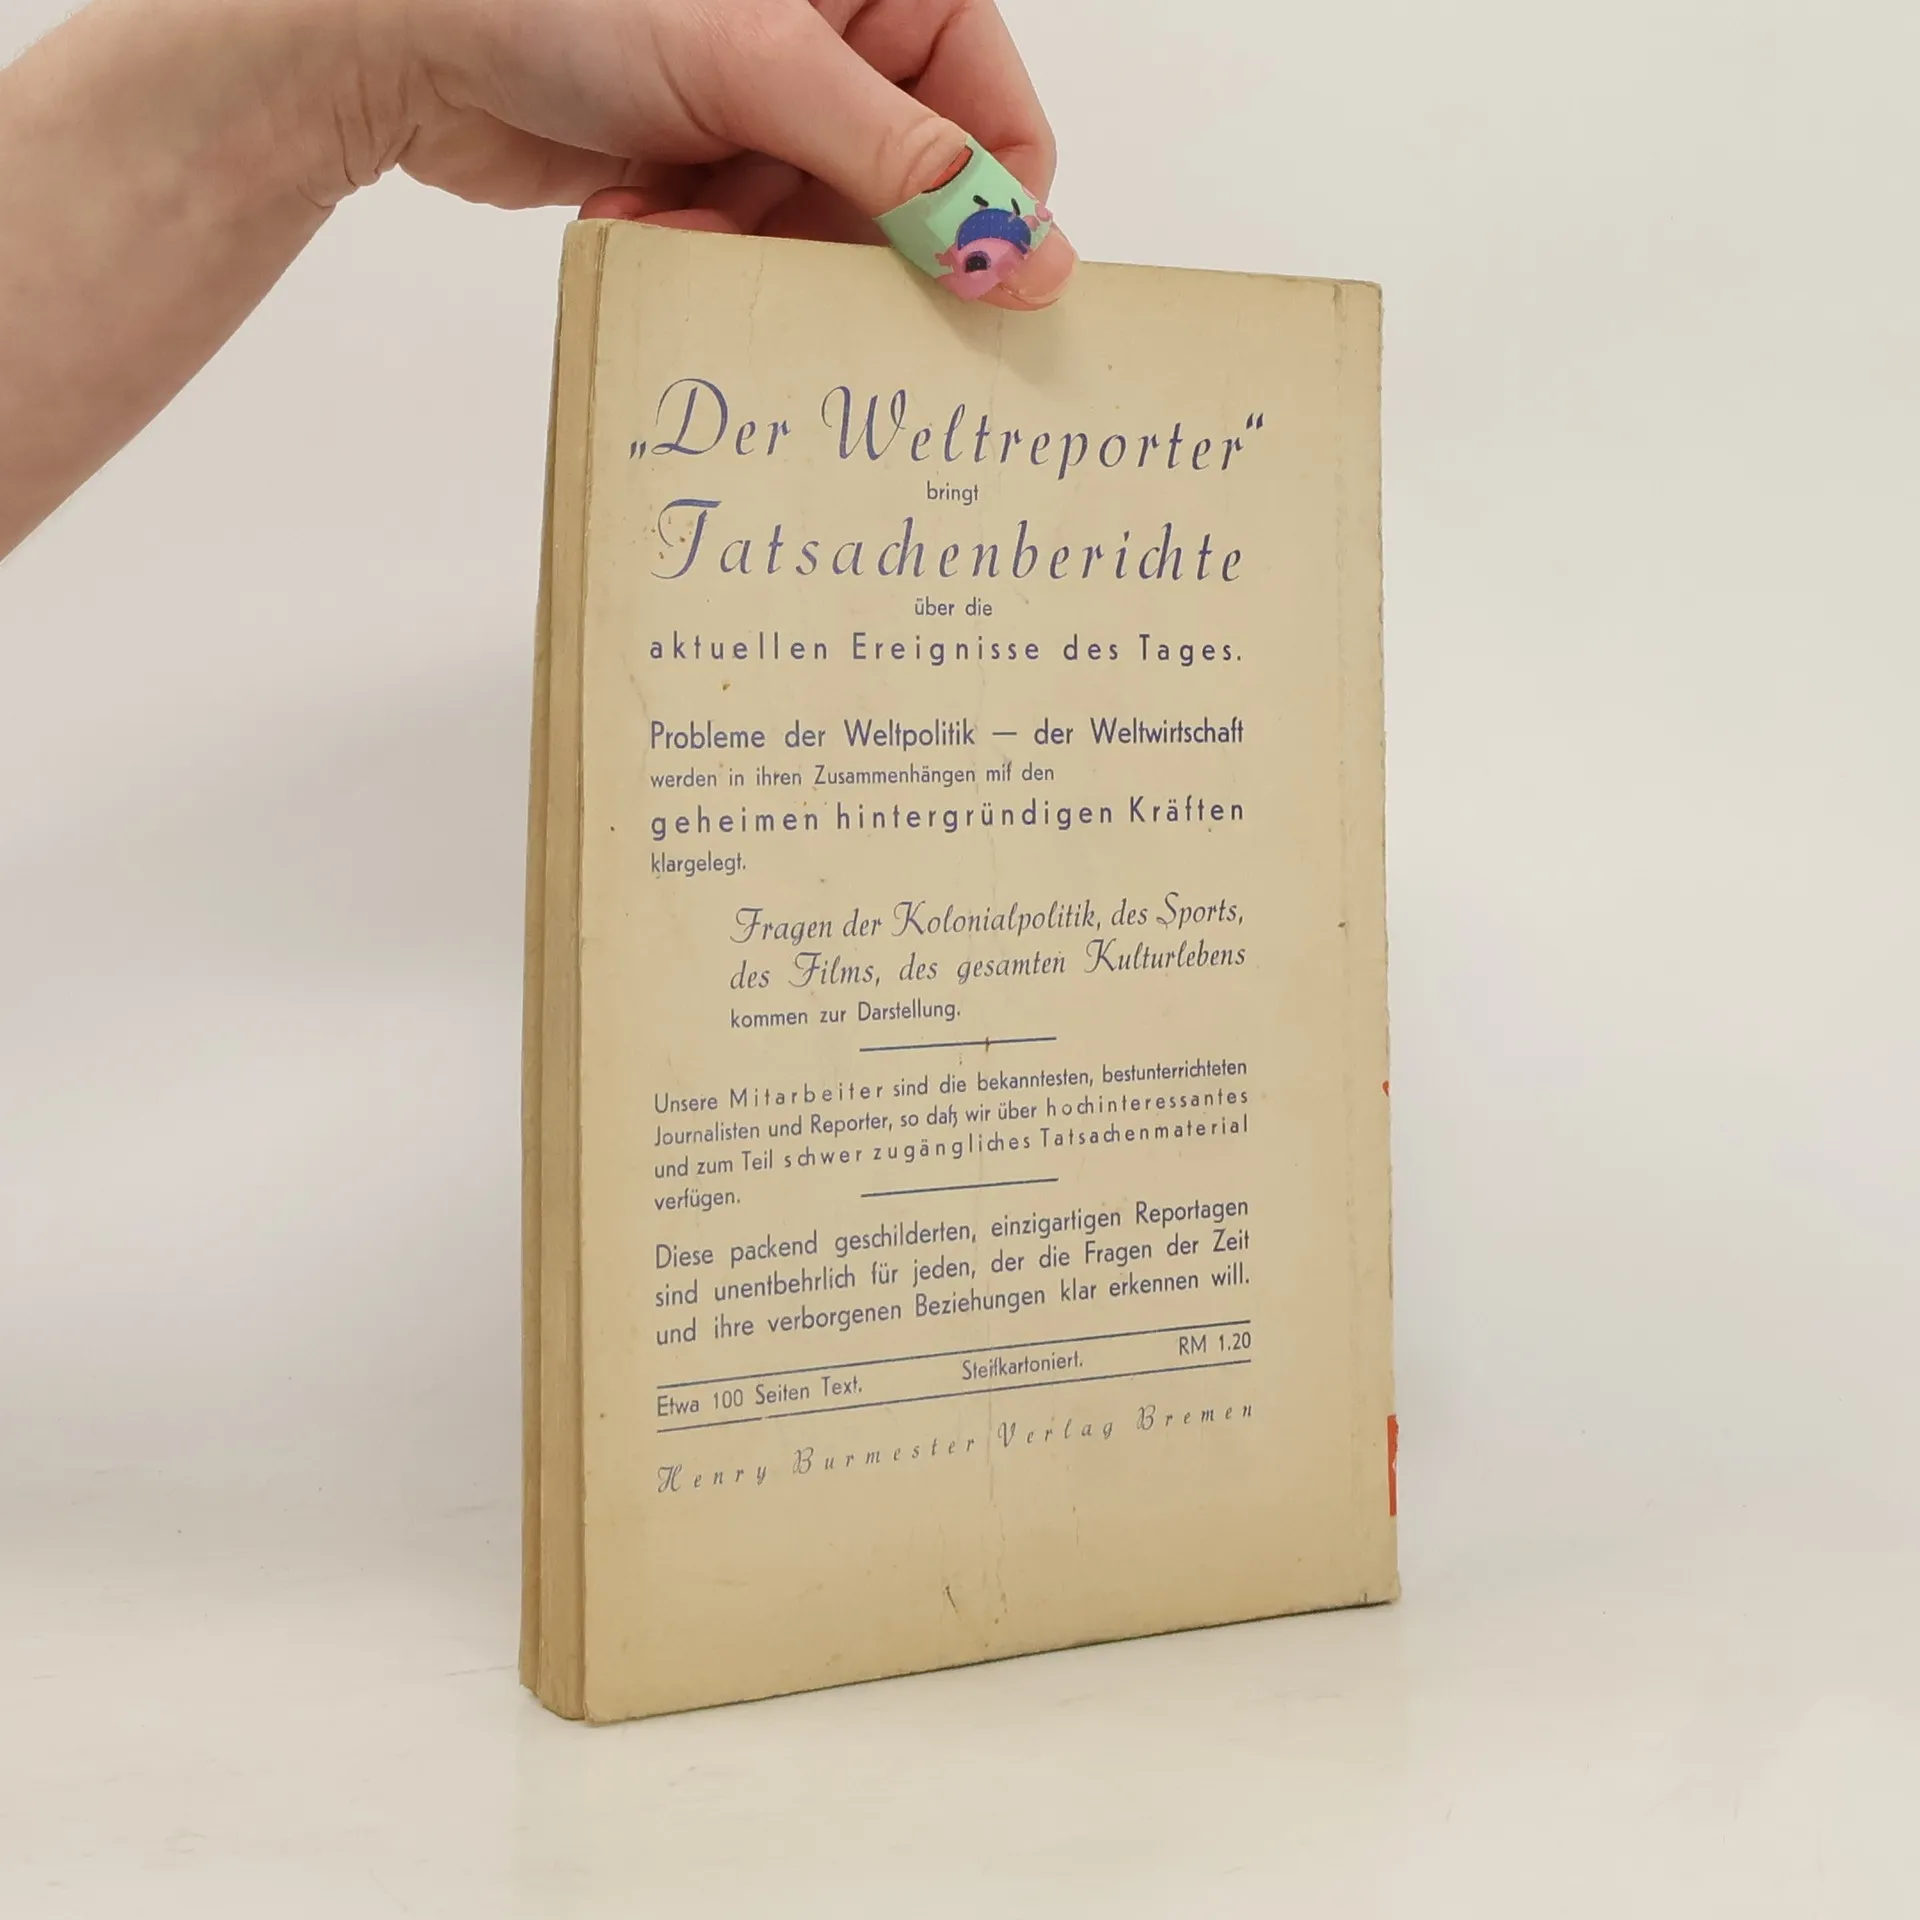 „Der Weltreporter“
bringt
Tatsachenberichte
über die
aktuellen Ereignisse des Tages.
Probleme der Weltpolitik — der Weltwirtschaft
werden in ihren Zusammenhängen mit den
geheimen hintergründigen Kräften
klargelegt.
Fragen der Kolonialpolitik, des Sports,
des Films, des gesamten Kulturlebens
kommen zur Darstellung.
Unsere Mitarbeiter sind die bekanntesten, bestunterrichteten
Journalisten und Reporter, so daß wir über hochinteressantes
und zum Teil schwer zugängliches Tatsachenmaterial
verfügen.
Diese packend geschilderten, einzigartigen Reportagen
sind unentbehrlich für jeden, der die Fragen der Zeit
und ihre verborgenen Beziehungen klar erkennen will.
Etwa 100 Seiten Text. Steifkartoniert. RM 1.20
Henry Burmester Verlag Bremen